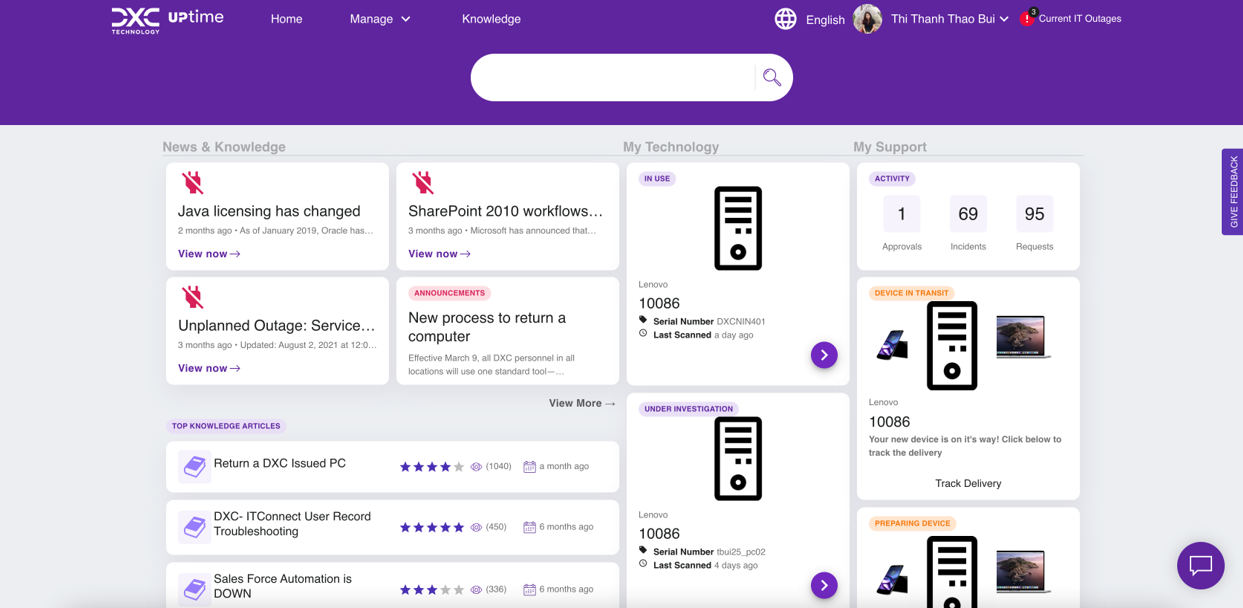 DXC TECHNOLOGY UPtime
Home
Manage
Knowledge
English
Thi Thanh Thao Bui
3
Current IT Outages
GIVE FEEDBACK
News & Knowledge
Java licensing has changed
2 months ago • As of January 2019, Oracle has...
View now →
SharePoint 2010 workflows...
3 months ago • Microsoft has announced that...
View now →
Unplanned Outage: Service...
3 months ago • Updated: August 2, 2021 at 12:0...
View now →
ANNOUNCEMENTS
New process to return a
computer
Effective March 9, all DXC personnel in all
locations will use one standard tool—...
View More →
TOP KNOWLEDGE ARTICLES
Return a DXC Issued PC
(1040)
a month ago
DXC- ITConnect User Record
Troubleshooting
(450)
6 months ago
Sales Force Automation is
DOWN
(336)
6 months ago
My Technology
IN USE
Lenovo
10086
Serial Number DXCNIN401
Last Scanned a day ago
UNDER INVESTIGATION
Lenovo
10086
Serial Number tbui25_pc02
Last Scanned 4 days ago
My Support
ACTIVITY
1
69
95
Approvals
Incidents
Requests
DEVICE IN TRANSIT
Lenovo
10086
Your new device is on it's way! Click below to
track the delivery
Track Delivery
PREPARING DEVICE